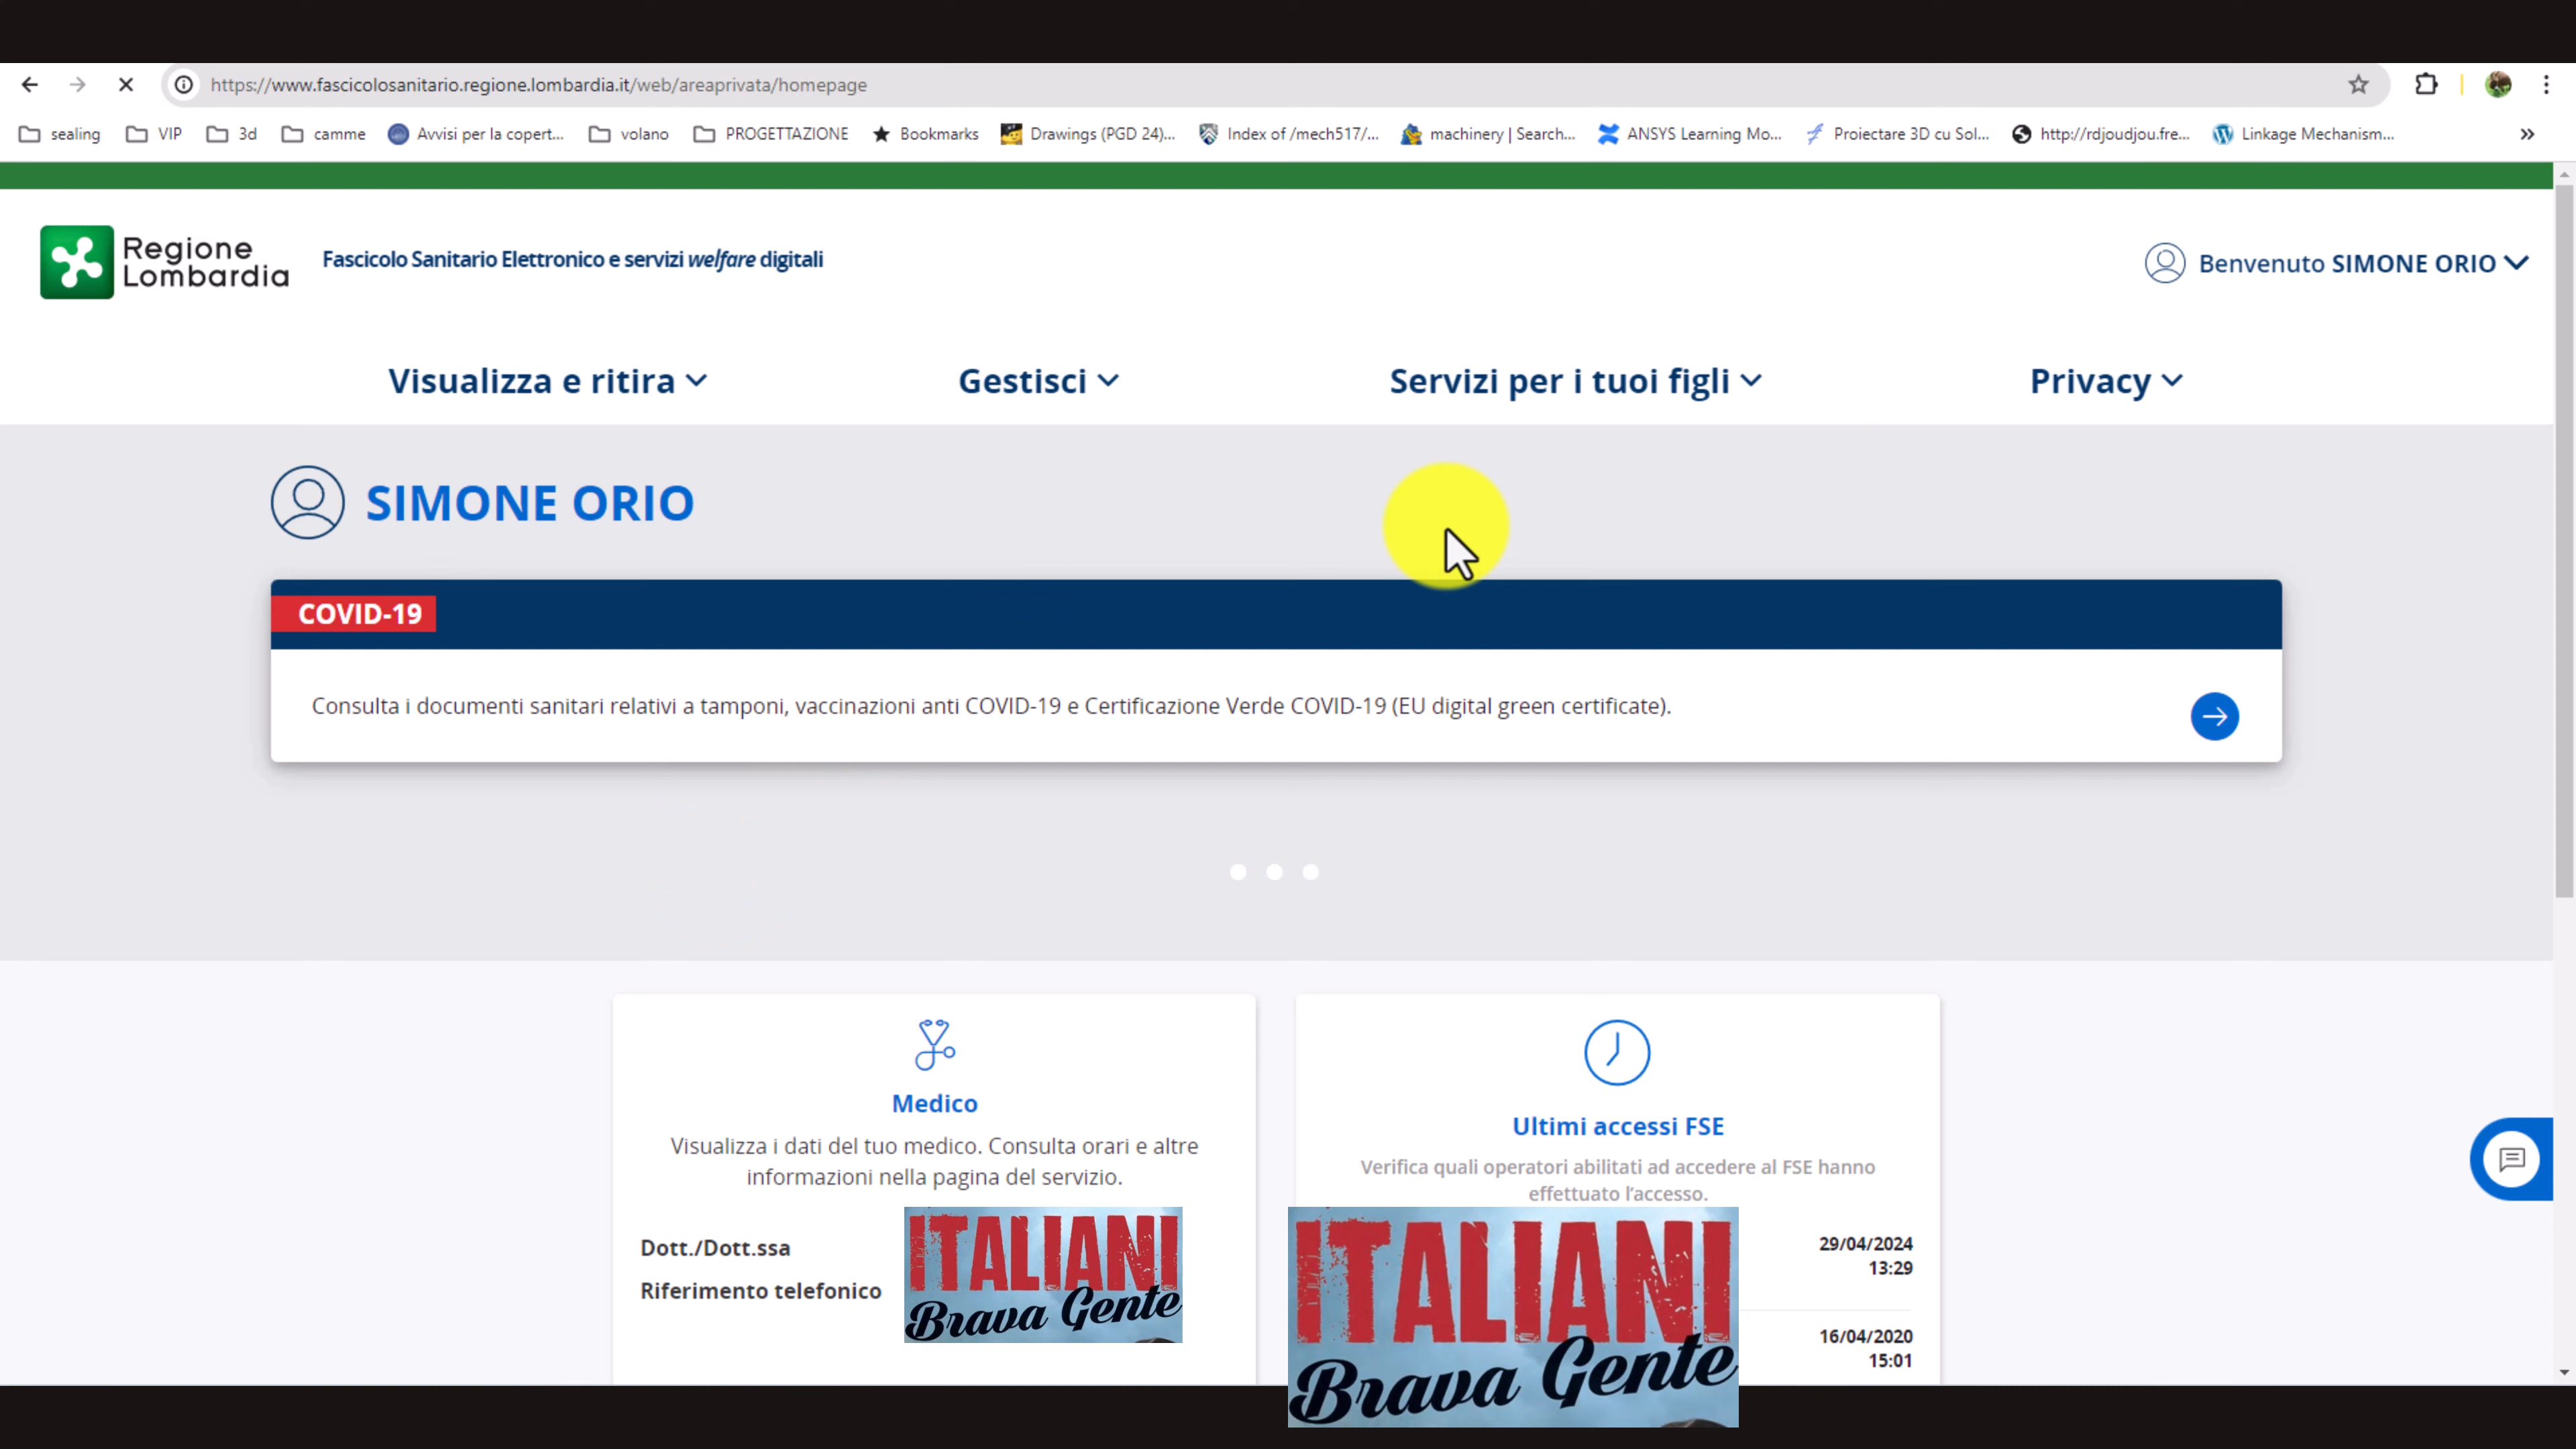 https://www.fascicolosanitario.regione.lombardia.it/web/areaprivata/homepage
sealing VIP 3d camme Avvisi per la copert... volano PROGETTAZIONE Bookmarks Drawings (PGD 24)... Index of /mech517/... machinery | Search... ANSYS Learning Mo... Proiectare 3D cu Sol... http://rdjoudjou.fre... Linkage Mechanism... »
Regione
Lombardia
Fascicolo Sanitario Elettronico e servizi welfare digitali
Benvenuto SIMONE ORIO
Visualizza e ritira Gestisci Servizi per i tuoi figli Privacy
SIMONE ORIO
COVID-19
Consulta i documenti sanitari relativi a tamponi, vaccinazioni anti COVID-19 e Certificazione Verde COVID-19 (EU digital green certificate).
Medico
Visualizza i dati del tuo medico. Consulta orari e altre
informazioni nella pagina del servizio.
Dott./Dott.ssa
Riferimento telefonico
ITALIANI
Brava Gente
Ultimi accessi FSE
Verifica quali operatori abilitati ad accedere al FSE hanno
effettuato l'accesso.
29/04/2024
13:29
16/04/2020
15:01
ITALIANI
Brava Gente